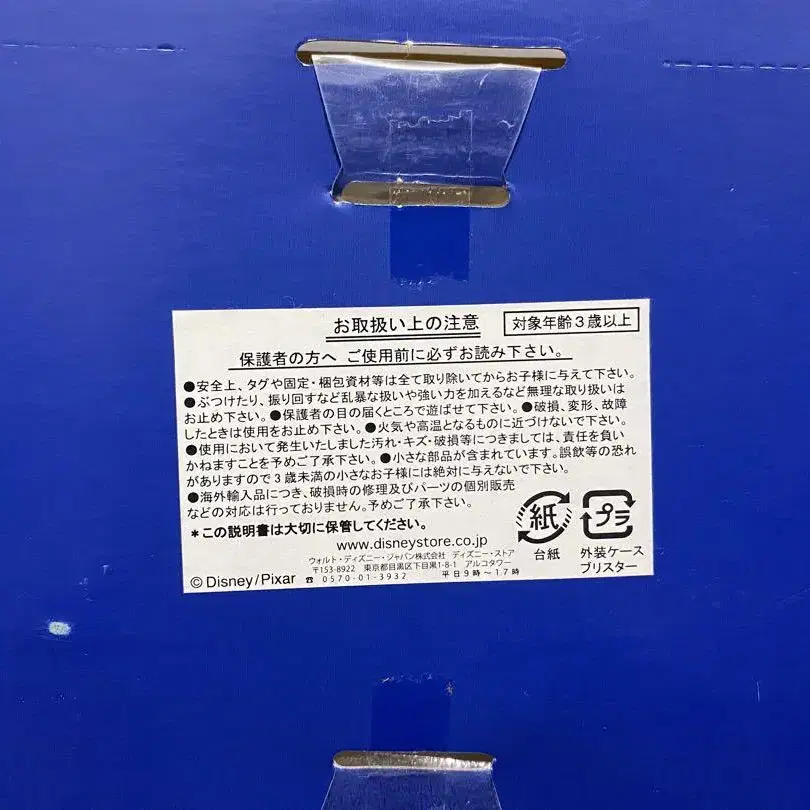 お取扱い上の注意
対象年齢３歳以上
保護者の方へ ご使用前に必ずお読み下さい。
●安全上、タグや固定・梱包資材等は全て取り除いてからお子様に与えて下さい。
●ぶつけたり、振り回すなど乱暴な扱いや強い力を加えるなど無理な取り扱いは
お止め下さい。●保護者の目の届くところで遊ばせて下さい。●破損、変形、故障
したときは使用をお止め下さい。●火気や高温となるものに近づけないで下さい。
●使用において発生いたしました汚れ・キズ・破損等につきましては、責任を負い
かねますことを予めご了承下さい。●小さな部品が含まれています。誤飲等の恐れ
がありますので３歳未満の小さなお子様には絶対に与えないで下さい。
●海外輸入品につき、破損時の修理及びパーツの個別販売
などの対応は行っておりません。予めご了承下さい。
＊この説明書は大切に保管してください。
www.disneystore.co.jp
ウォルト・ディズニー・ジャパン株式会社 ディズニー・ストア
〒153-8922 東京都目黒区下目黒1-8-1 アルコタワー
©Disney/Pixar ☎0570-01-3932 平日９時〜１７時
紙
台紙
プラ
外装ケース
ブリスター